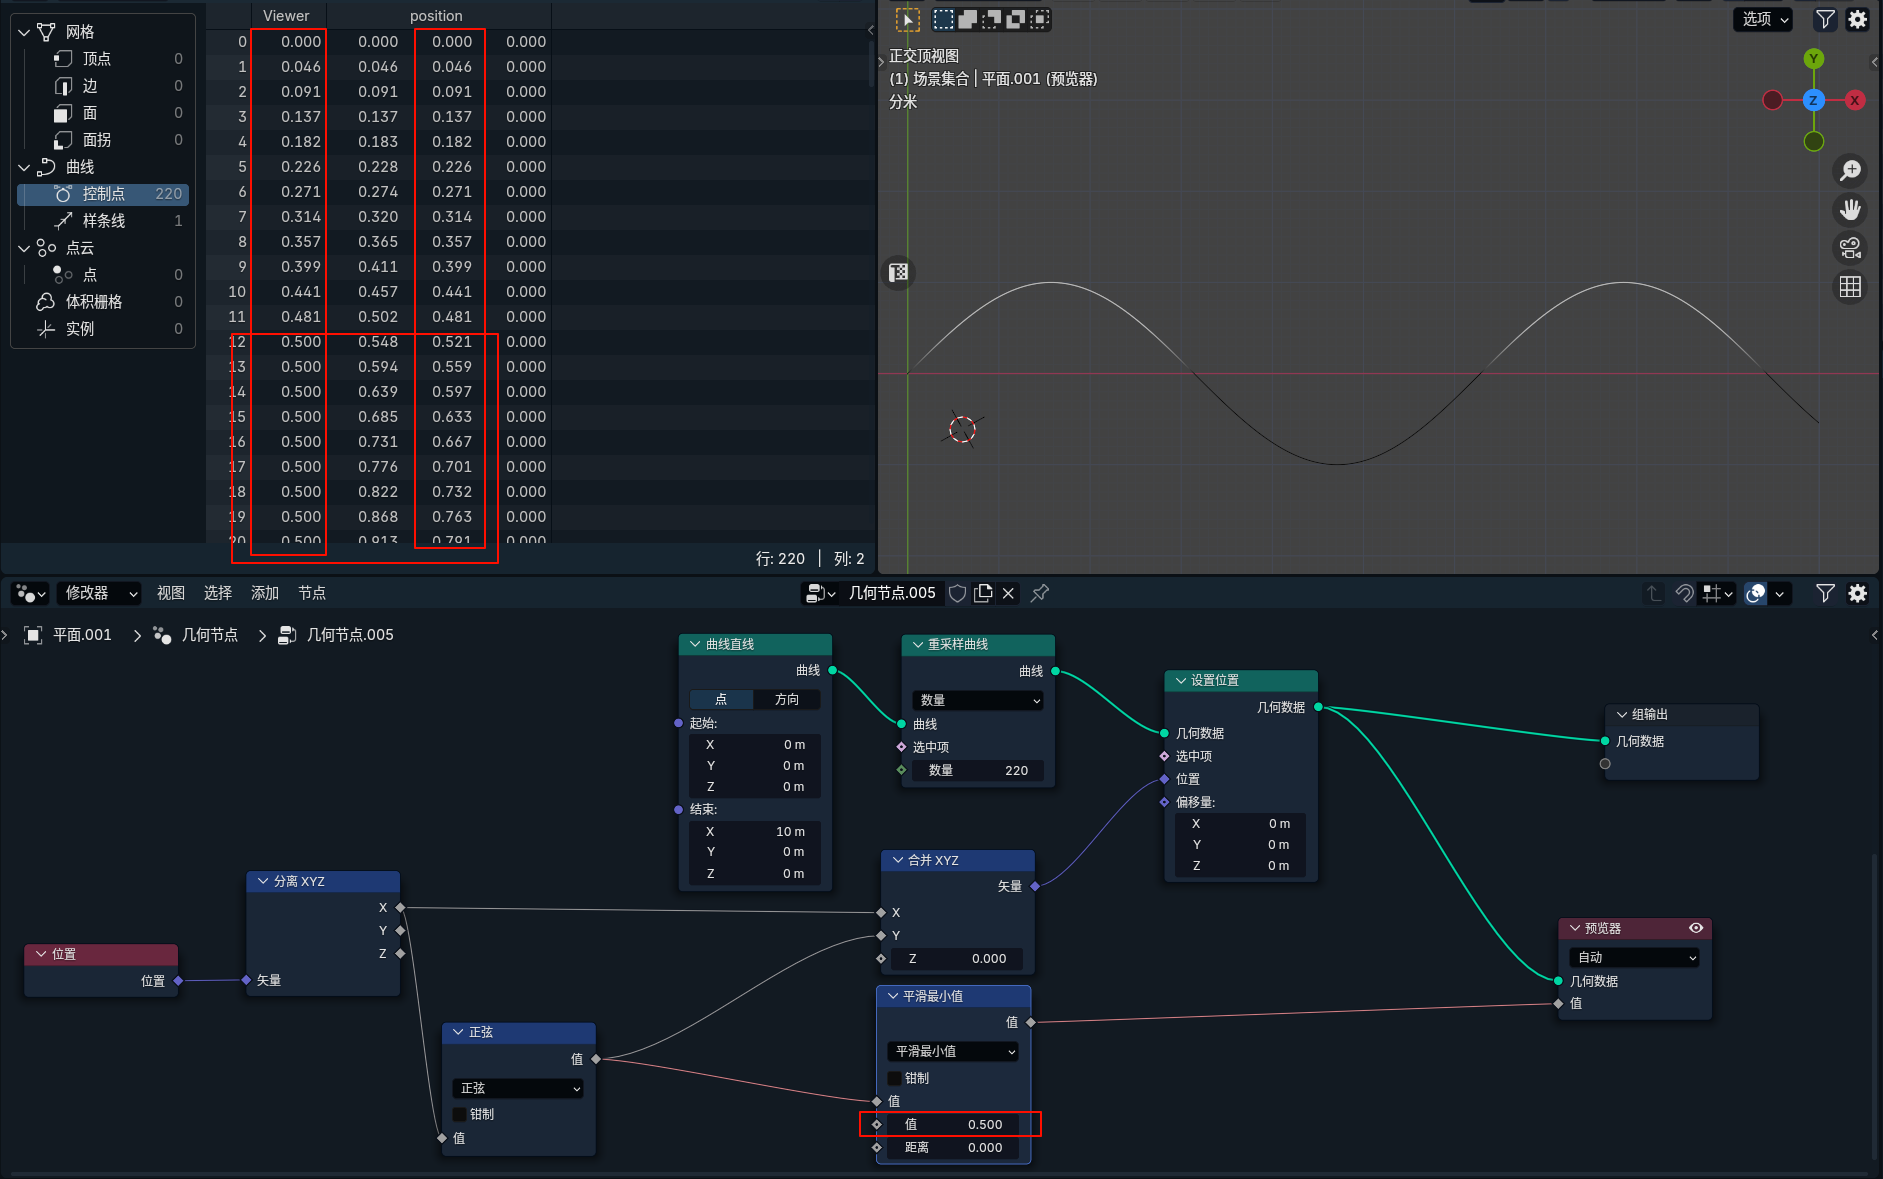 网格
顶点 0
边 0
面 0
面拐 0
曲线
控制点 220
样条线 1
点云
点 0
体积栅格 0
实例 0
Viewer position
0 0.000 0.000 0.000 0.000
1 0.046 0.046 0.046 0.000
2 0.091 0.091 0.091 0.000
3 0.137 0.137 0.137 0.000
4 0.182 0.183 0.182 0.000
5 0.226 0.228 0.226 0.000
6 0.271 0.274 0.271 0.000
7 0.314 0.320 0.314 0.000
8 0.357 0.365 0.357 0.000
9 0.399 0.411 0.399 0.000
10 0.441 0.457 0.441 0.000
11 0.481 0.502 0.481 0.000
12 0.500 0.548 0.521 0.000
13 0.500 0.594 0.559 0.000
14 0.500 0.639 0.597 0.000
15 0.500 0.685 0.633 0.000
16 0.500 0.731 0.667 0.000
17 0.500 0.776 0.701 0.000
18 0.500 0.822 0.732 0.000
19 0.500 0.868 0.763 0.000
20 0.500 0.913 0.791 0.000
行: 220 │ 列: 2
选项
正交顶视图
(1) 场景集合 | 平面.001 (预览器)
分米
Y
Z
X
修改器 视图 选择 添加 节点
几何节点.005
平面.001 几何节点 几何节点.005
位置
位置
分离 XYZ
X
Y
Z
矢量
正弦
值
正弦
钳制
值
曲线直线
曲线
点 方向
起始:
X 0 m
Y 0 m
Z 0 m
结束:
X 10 m
Y 0 m
Z 0 m
重采样曲线
曲线
数量
曲线
选中项
数量 220
合并 XYZ
矢量
X
Y
Z 0.000
平滑最小值
值
平滑最小值
钳制
值
值 0.500
距离 0.000
设置位置
几何数据
几何数据
选中项
位置
偏移量:
X 0 m
Y 0 m
Z 0 m
组输出
几何数据
预览器
自动
几何数据
值